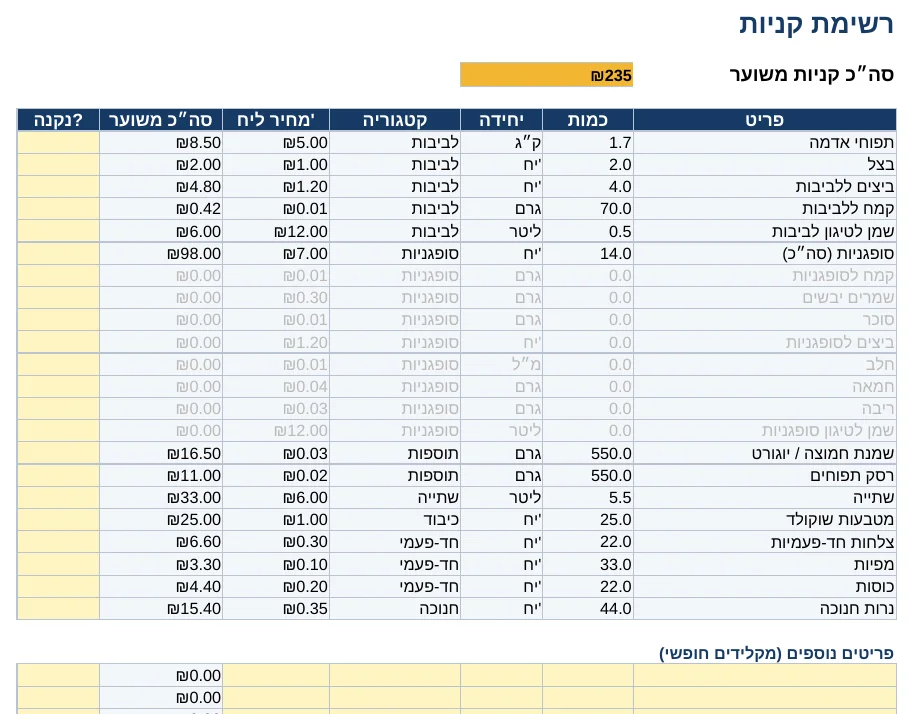 רשימת קניות
סה״כ קניות משוער ₪235
פריט כמות יחידה קטגוריה מחיר ליח' סה״כ משוער נקנה?
תפוחי אדמה 1.7 ק״ג לביבות ₪5.00 ₪8.50
בצל 2.0 יח' לביבות ₪1.00 ₪2.00
ביצים ללביבות 4.0 יח' לביבות ₪1.20 ₪4.80
קמח ללביבות 70.0 גרם לביבות ₪0.01 ₪0.42
שמן לטיגון לביבות 0.5 ליטר לביבות ₪12.00 ₪6.00
סופגניות (סה״כ) 14.0 יח' סופגניות ₪7.00 ₪98.00
קמח לסופגניות 0.0 גרם סופגניות ₪0.01 ₪0.00
שמרים יבשים 0.0 גרם סופגניות ₪0.30 ₪0.00
סוכר 0.0 גרם סופגניות ₪0.01 ₪0.00
ביצים לסופגניות 0.0 יח' סופגניות ₪1.20 ₪0.00
חלב 0.0 מ״ל סופגניות ₪0.01 ₪0.00
חמאה 0.0 גרם סופגניות ₪0.04 ₪0.00
ריבה 0.0 גרם סופגניות ₪0.03 ₪0.00
שמן לטיגון סופגניות 0.0 ליטר סופגניות ₪12.00 ₪0.00
שמנת חמוצה / יוגורט 550.0 גרם תוספות ₪0.03 ₪16.50
רסק תפוחים 550.0 גרם תוספות ₪0.02 ₪11.00
שתייה 5.5 ליטר שתייה ₪6.00 ₪33.00
מטבעות שוקולד 25.0 יח' כיבוד ₪1.00 ₪25.00
צלחות חד-פעמיות 22.0 יח' חד-פעמי ₪0.30 ₪6.60
מפיות 33.0 יח' חד-פעמי ₪0.10 ₪3.30
כוסות 22.0 יח' חד-פעמי ₪0.20 ₪4.40
נרות חנוכה 44.0 יח' חנוכה ₪0.35 ₪15.40
פריטים נוספים (מקלידים חופשי)
₪0.00
₪0.00